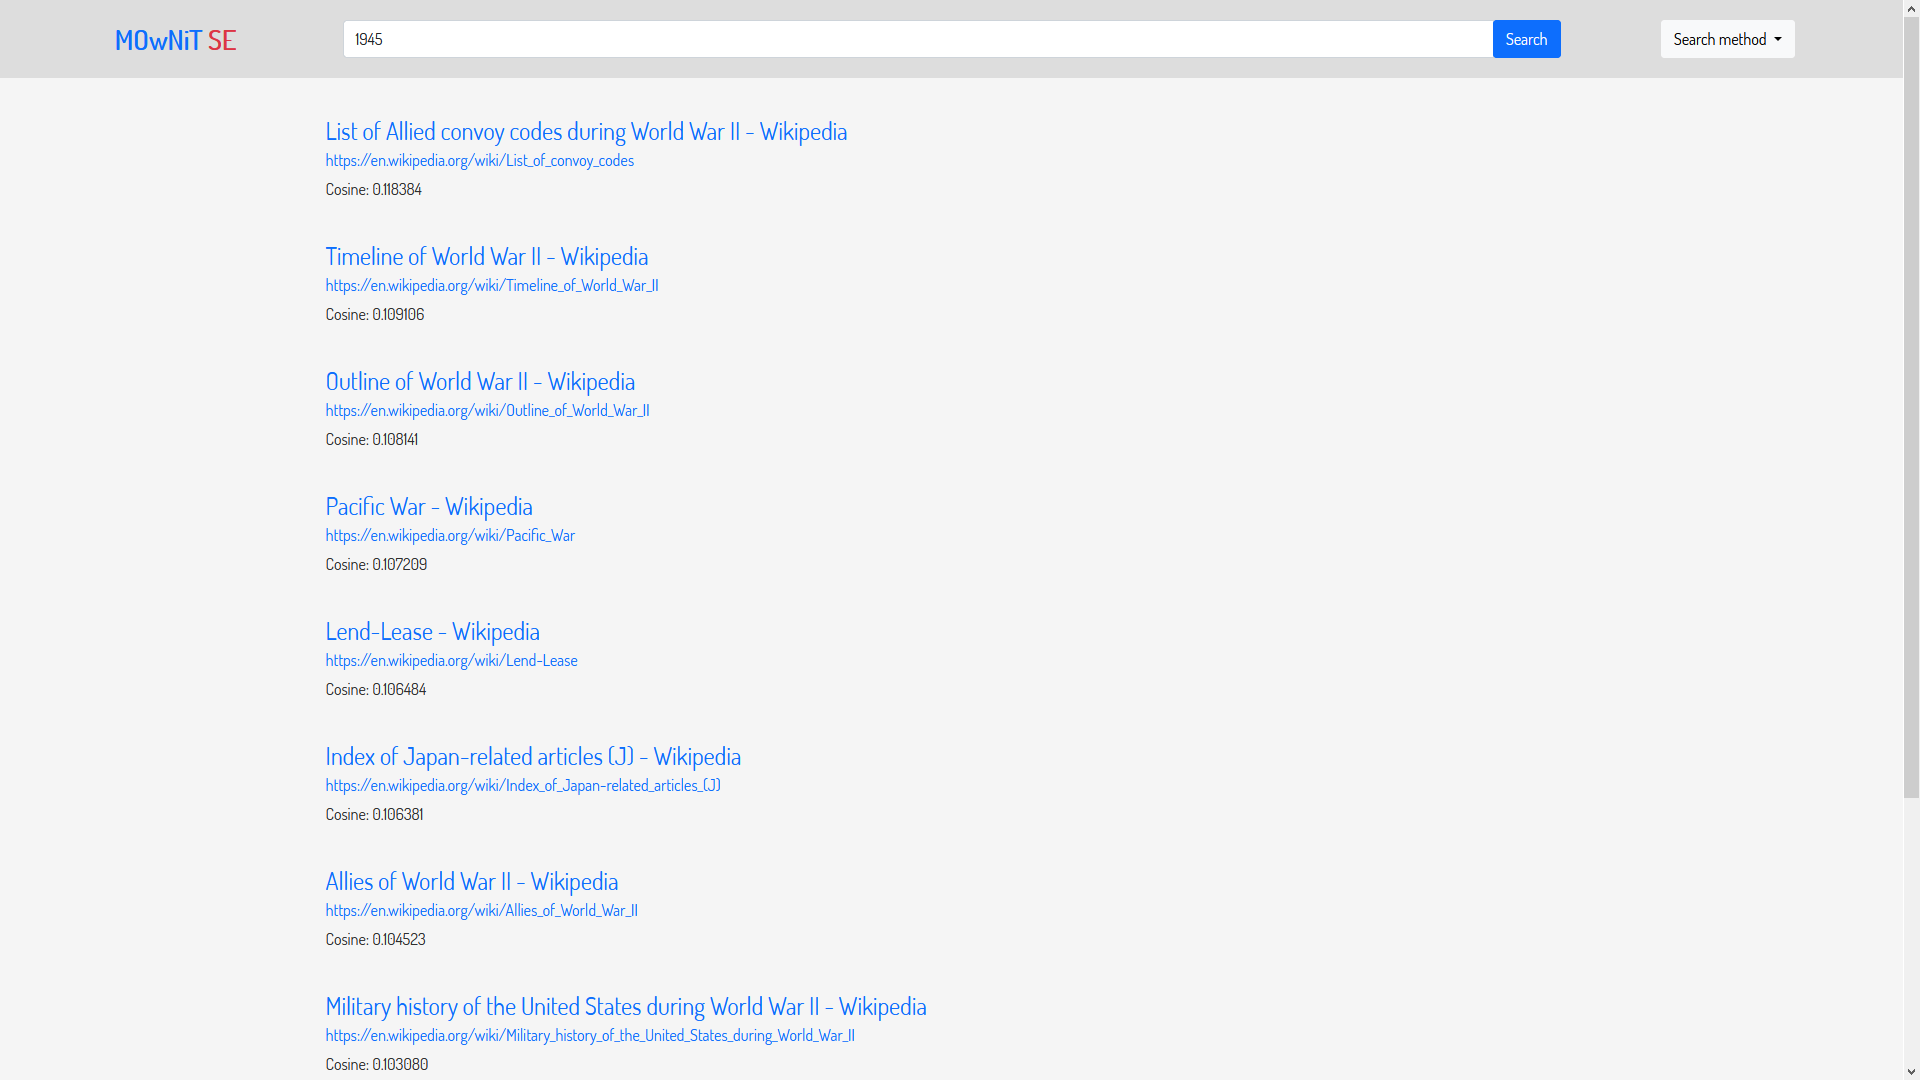 MOwNiT SE
1945
Search
Search method
List of Allied convoy codes during World War II - Wikipedia
https://en.wikipedia.org/wiki/List_of_convoy_codes
Cosine: 0.118384
Timeline of World War II - Wikipedia
https://en.wikipedia.org/wiki/Timeline_of_World_War_II
Cosine: 0.109106
Outline of World War II - Wikipedia
https://en.wikipedia.org/wiki/Outline_of_World_War_II
Cosine: 0.108141
Pacific War - Wikipedia
https://en.wikipedia.org/wiki/Pacific_War
Cosine: 0.107209
Lend-Lease - Wikipedia
https://en.wikipedia.org/wiki/Lend-Lease
Cosine: 0.106484
Index of Japan-related articles (J) - Wikipedia
https://en.wikipedia.org/wiki/Index_of_Japan-related_articles_(J)
Cosine: 0.106381
Allies of World War II - Wikipedia
https://en.wikipedia.org/wiki/Allies_of_World_War_II
Cosine: 0.104523
Military history of the United States during World War II - Wikipedia
https://en.wikipedia.org/wiki/Military_history_of_the_United_States_during_World_War_II
Cosine: 0.103080